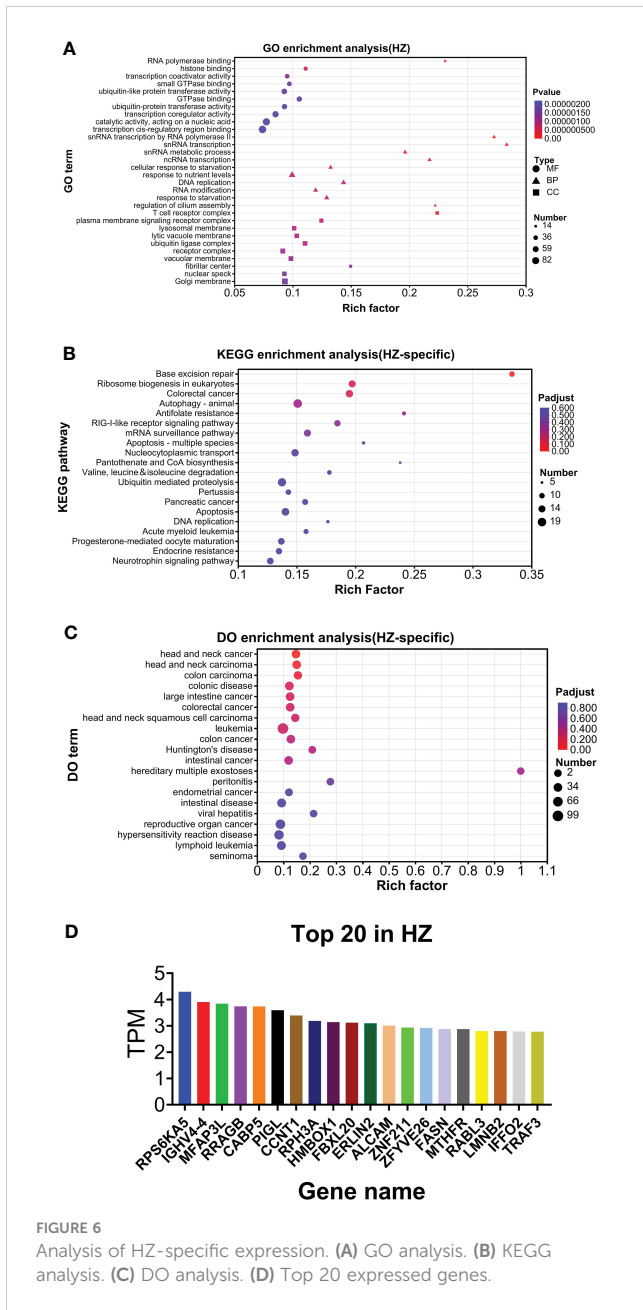 A
GO enrichment analysis(HZ)
GO term
RNA polymerase binding
histone binding
transcription coactivator activity
small GTPase binding
ubiquitin-like protein transferase activity
GTPase binding
ubiquitin-protein transferase activity
transcription coregulator activity
catalytic activity, acting on a nucleic acid
transcription cis-regulatory region binding
snRNA transcription by RNA polymerase II
snRNA transcription
snRNA metabolic process
ncRNA transcription
cellular response to starvation
response to nutrient levels
DNA replication
RNA modification
response to starvation
regulation of cilium assembly
T cell receptor complex
plasma membrane signaling receptor complex
lysosomal membrane
lytic vacuole membrane
ubiquitin ligase complex
receptor complex
vacuolar membrane
fibrillar center
nuclear speck
Golgi membrane
0.05 0.1 0.15 0.2 0.25 0.3
Rich factor
Pvalue
0.00000200
0.00000150
0.00000100
0.000000500
0.00
Type
MF
BP
CC
Number
14
36
59
82
B
KEGG enrichment analysis(HZ-specific)
KEGG pathway
Base excision repair
Ribosome biogenesis in eukaryotes
Colorectal cancer
Autophagy - animal
Antifolate resistance
RIG-I-like receptor signaling pathway
mRNA surveillance pathway
Apoptosis - multiple species
Nucleocytoplasmic transport
Pantothenate and CoA biosynthesis
Valine, leucine&isoleucine degradation
Ubiquitin mediated proteolysis
Pertussis
Pancreatic cancer
Apoptosis
DNA replication
Acute myeloid leukemia
Progesterone-mediated oocyte maturation
Endocrine resistance
Neurotrophin signaling pathway
0.1 0.15 0.2 0.25 0.3 0.35
Rich Factor
Padjust
0.600
0.500
0.400
0.300
0.200
0.100
0.00
Number
5
10
14
19
C
DO enrichment analysis(HZ-specific)
DO term
head and neck cancer
head and neck carcinoma
colon carcinoma
colonic disease
large intestine cancer
colorectal cancer
head and neck squamous cell carcinoma
leukemia
colon cancer
Huntington's disease
intestinal cancer
hereditary multiple exostoses
peritonitis
endometrial cancer
intestinal disease
viral hepatitis
reproductive organ cancer
hypersensitivity reaction disease
lymphoid leukemia
seminoma
0 0.1 0.2 0.3 0.4 0.5 0.6 0.7 0.8 0.9 1 1.1
Rich factor
Padjust
0.800
0.600
0.400
0.200
0.00
Number
2
34
66
99
D
Top 20 in HZ
TPM
5
4
3
2
1
0
RPS6KA5
IGHV4-4
MFAP3L
RRAGB
CABP5
PIGL
CCNT1
RPH3A
HMBOX1
FBXL20
ERLIN2
ALCAM
ZNF211
ZFYVE26
FASN
MTHFR
RABL3
LMNB2
IFFO2
TRAF3
Gene name
FIGURE 6
Analysis of HZ-specific expression. (A) GO analysis. (B) KEGG
analysis. (C) DO analysis. (D) Top 20 expressed genes.